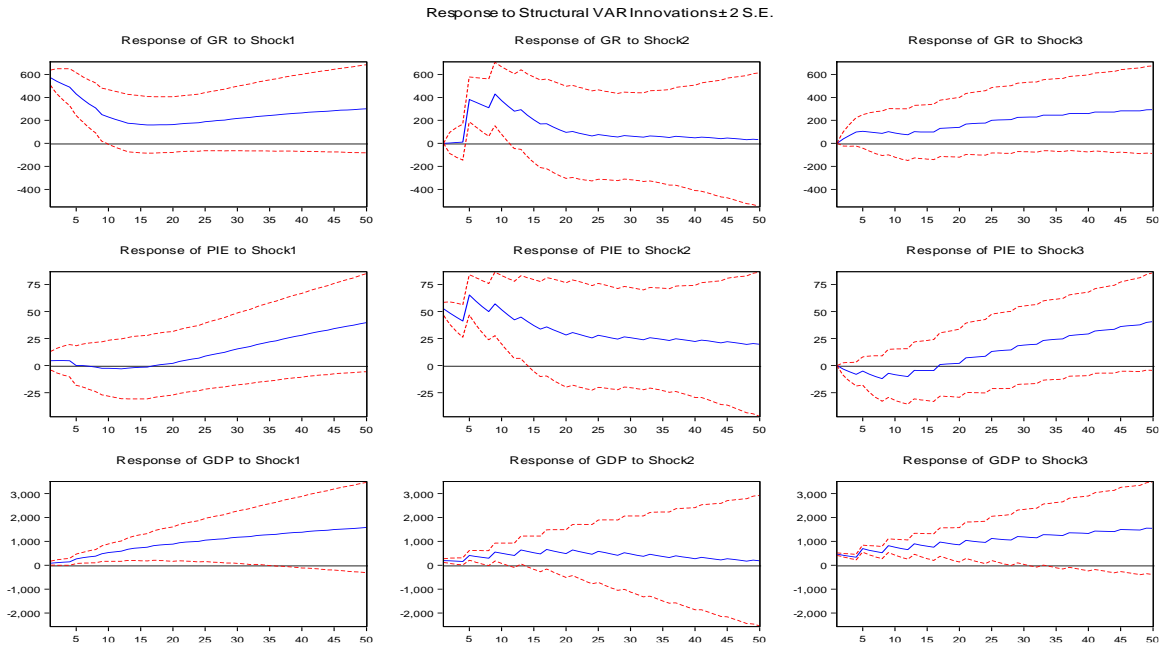 Response to Structural VAR Innovations ± 2 S.E.
Response of GR to Shock1
600
400
200
0
-200
-400
5 10 15 20 25 30 35 40 45 50
Response of GR to Shock2
600
400
200
0
-200
-400
5 10 15 20 25 30 35 40 45 50
Response of GR to Shock3
600
400
200
0
-200
-400
5 10 15 20 25 30 35 40 45 50
Response of PIE to Shock1
75
50
25
0
-25
5 10 15 20 25 30 35 40 45 50
Response of PIE to Shock2
75
50
25
0
-25
5 10 15 20 25 30 35 40 45 50
Response of PIE to Shock3
75
50
25
0
-25
5 10 15 20 25 30 35 40 45 50
Response of GDP to Shock1
3,000
2,000
1,000
0
-1,000
-2,000
5 10 15 20 25 30 35 40 45 50
Response of GDP to Shock2
3,000
2,000
1,000
0
-1,000
-2,000
5 10 15 20 25 30 35 40 45 50
Response of GDP to Shock3
3,000
2,000
1,000
0
-1,000
-2,000
5 10 15 20 25 30 35 40 45 50